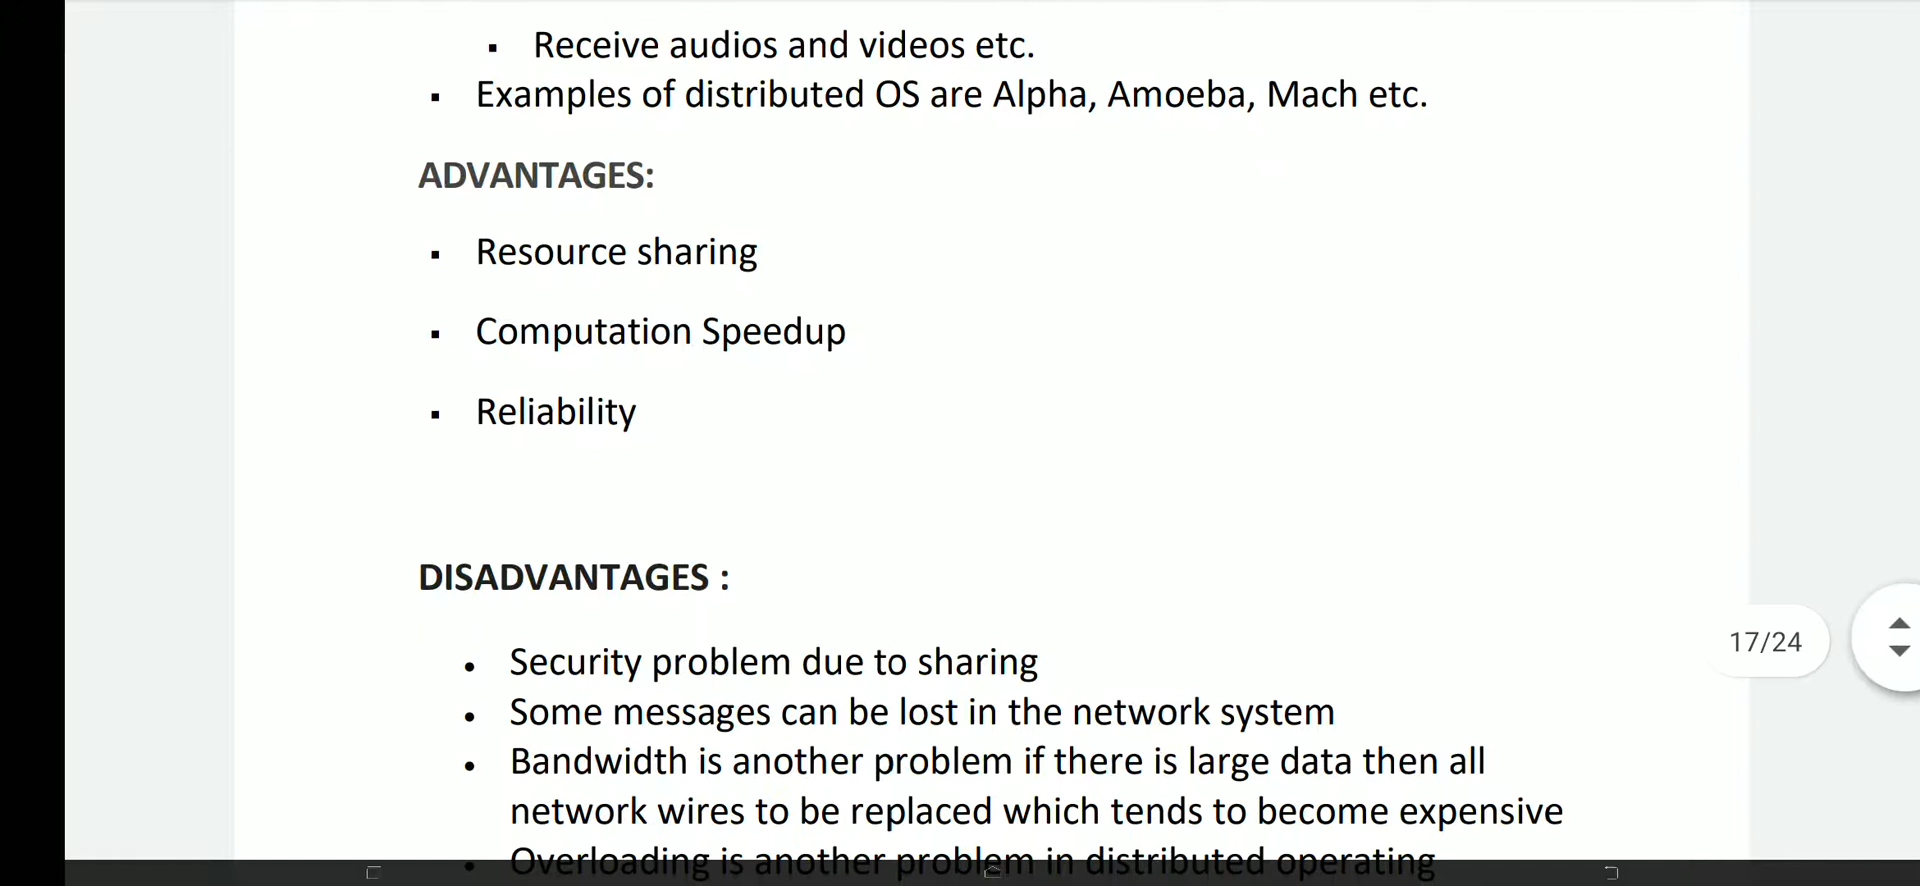 ▪ Receive audios and videos etc.
▪ Examples of distributed OS are Alpha, Amoeba, Mach etc.
ADVANTAGES:
▪ Resource sharing
▪ Computation Speedup
▪ Reliability
DISADVANTAGES :
• Security problem due to sharing
• Some messages can be lost in the network system
• Bandwidth is another problem if there is large data then all
network wires to be replaced which tends to become expensive
• Overloading is another problem in distributed operating
17/24